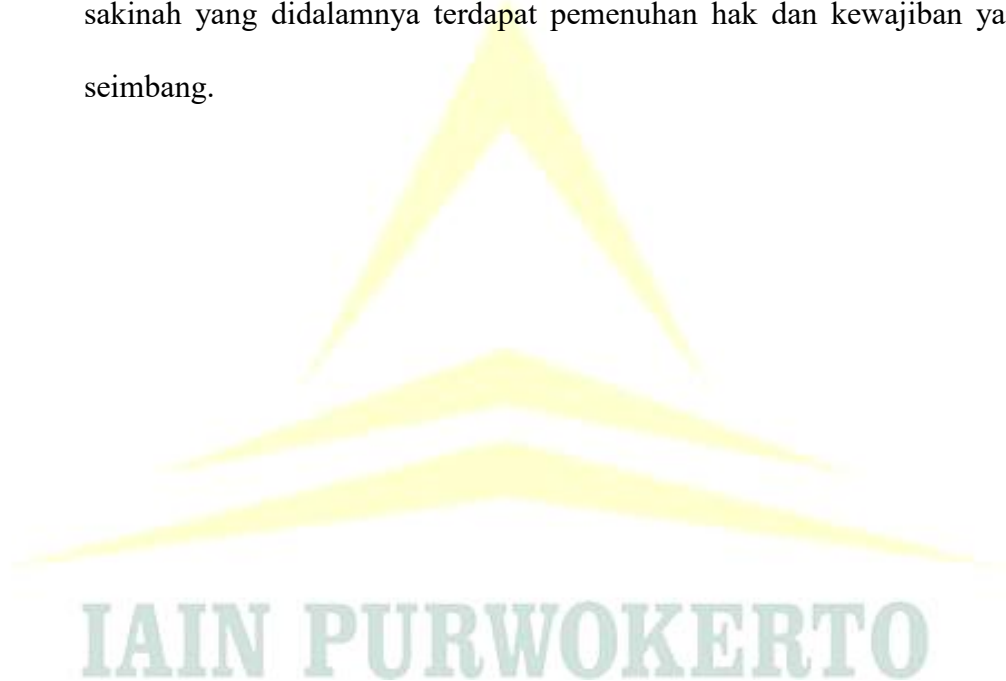 sakinah yang didalamnya terdapat pemenuhan hak dan kewajiban ya
seimbang.
IAIN PURWOKERTO